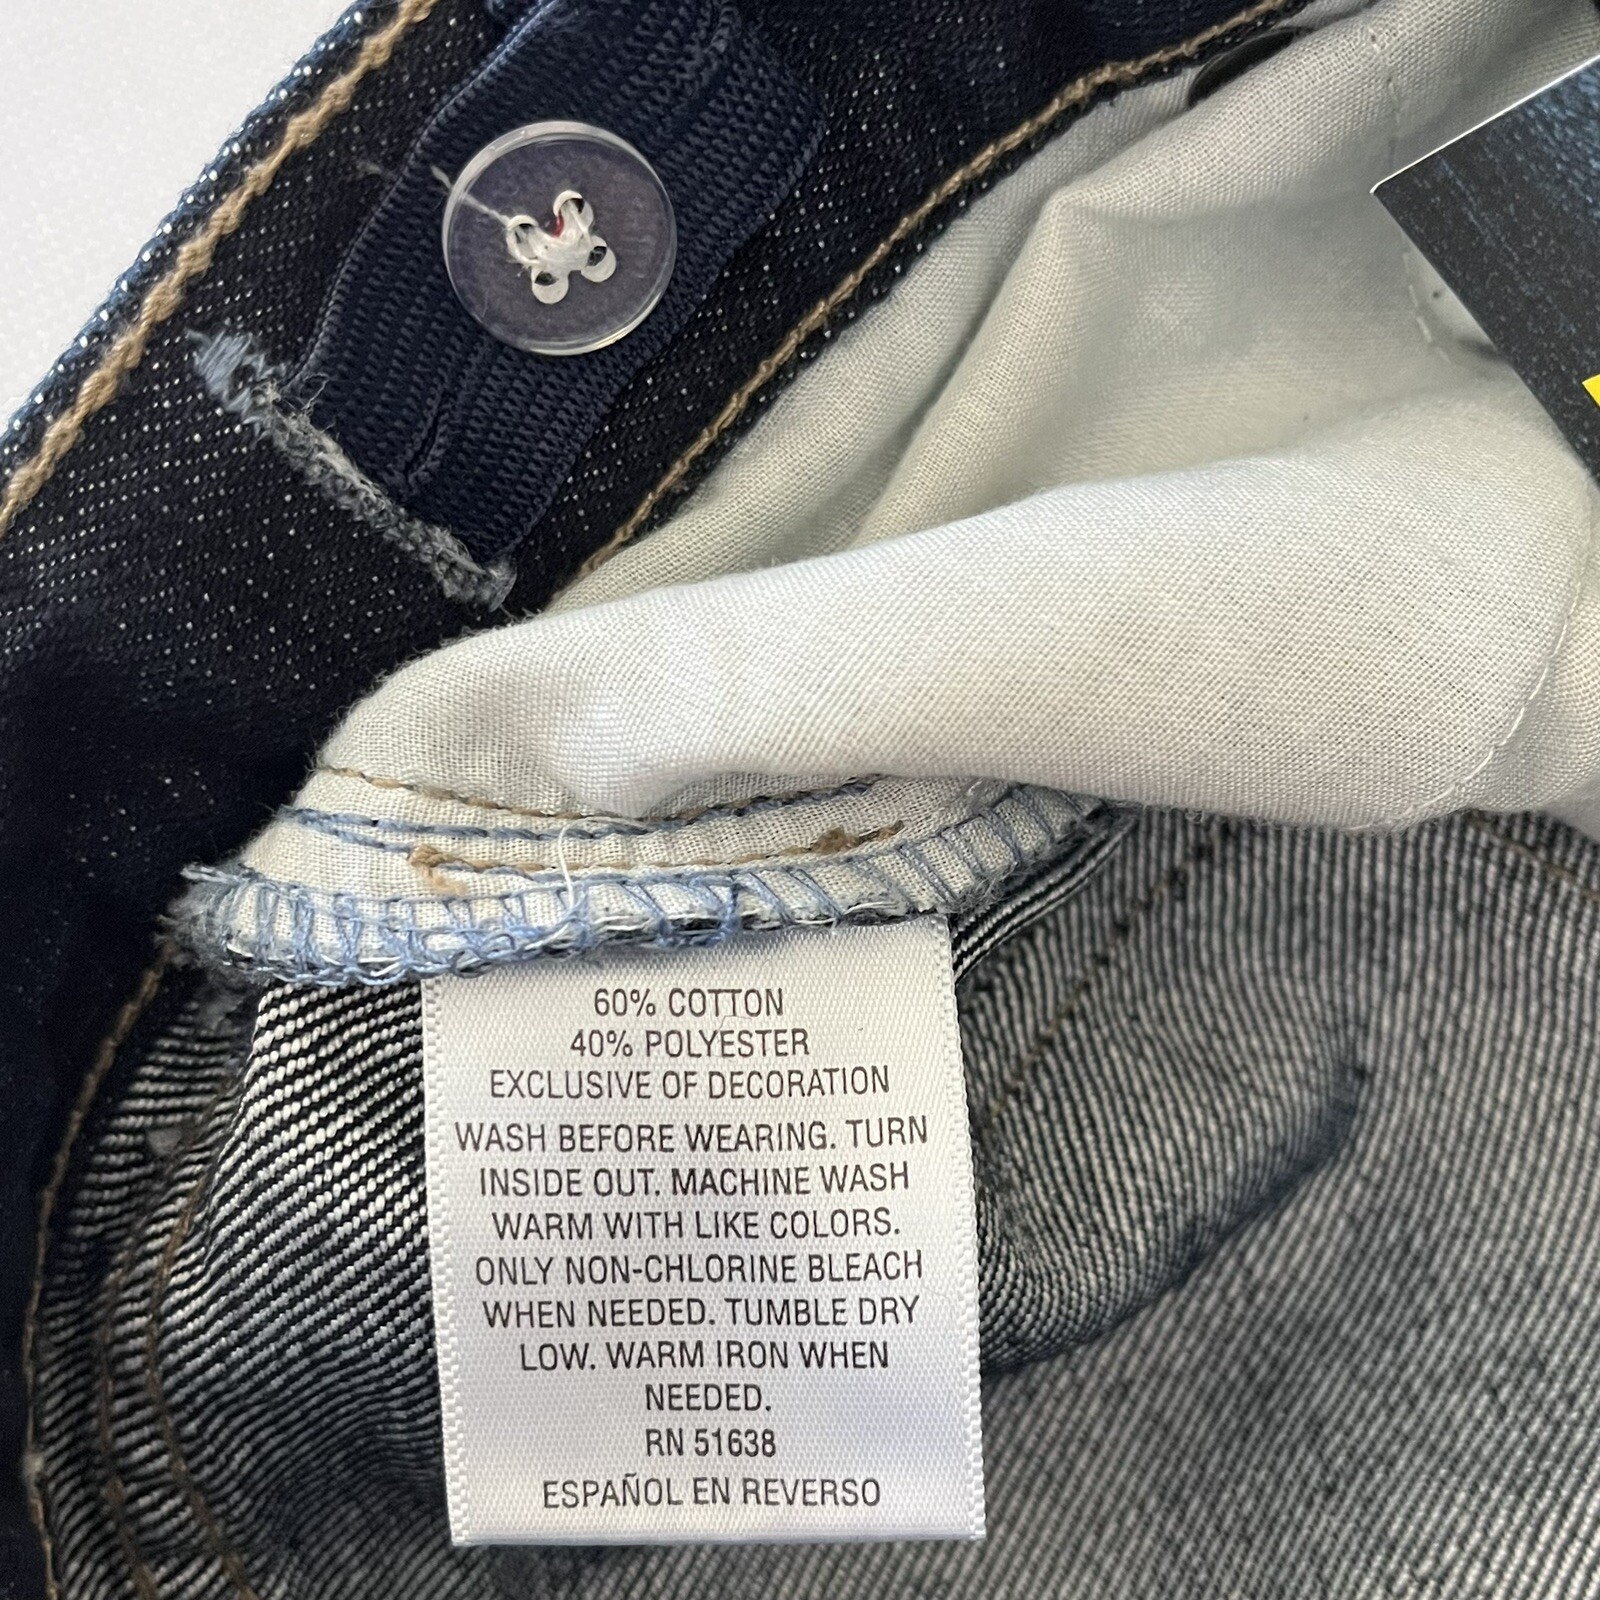 60% COTTON
40% POLYESTER
EXCLUSIVE OF DECORATION
WASH BEFORE WEARING. TURN
INSIDE OUT. MACHINE WASH
WARM WITH LIKE COLORS.
ONLY NON-CHLORINE BLEACH
WHEN NEEDED. TUMBLE DRY
LOW. WARM IRON WHEN
NEEDED.
RN 51638
ESPAÑOL EN REVERSO